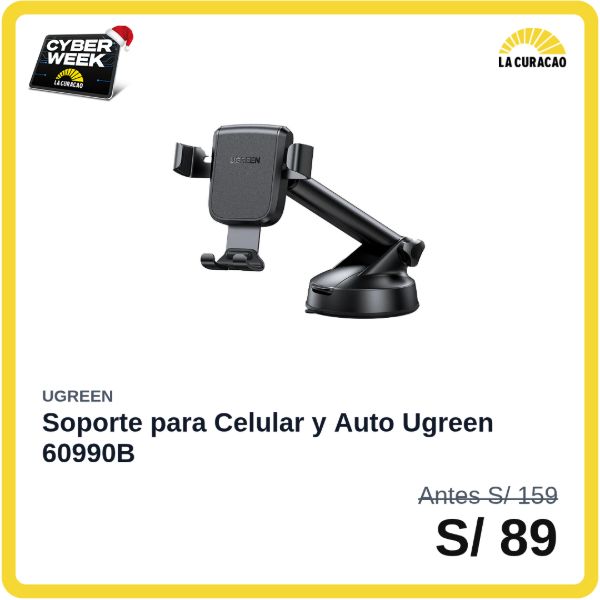 CYBER
WEEK
LA CURACAO
LA CURACAO
UGREEN
UGREEN
Soporte para Celular y Auto Ugreen
60990B
Antes S/ 159
S/ 89